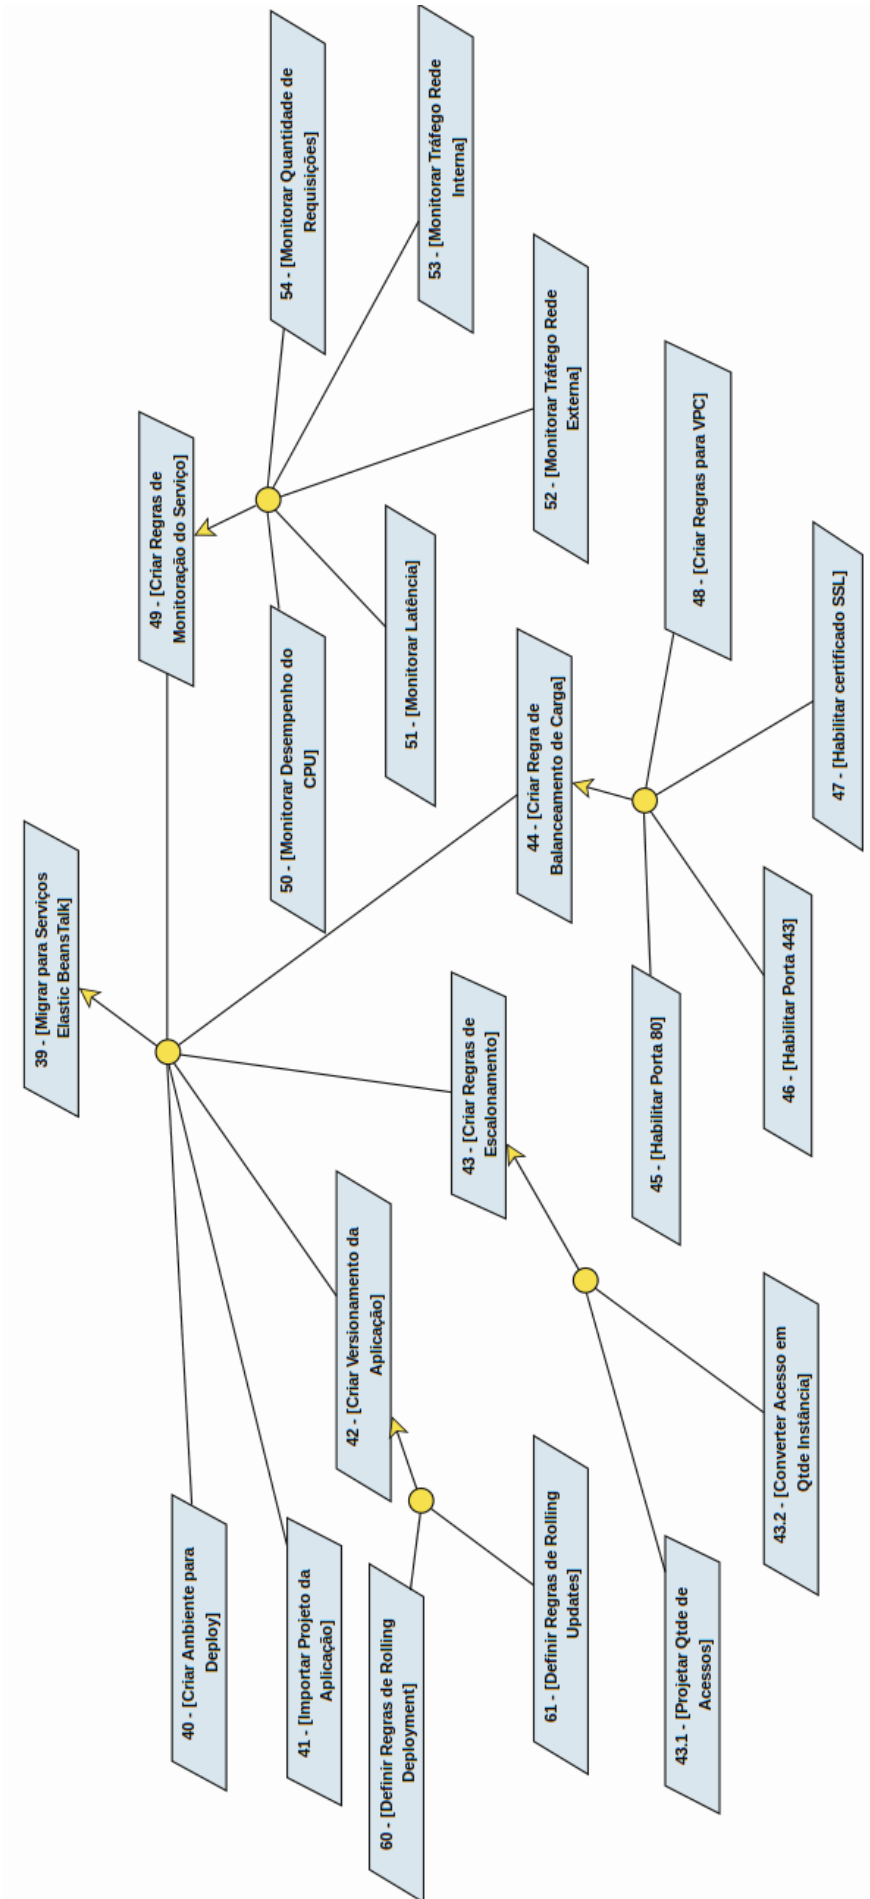 39 - [Migrar para Serviços
Elastic BeansTalk]
40 - [Criar Ambiente para
Deploy]
49 - [Criar Regras de
Monitoração do Serviço]
41 - [Importar Projeto da
Aplicação]
50 - [Monitorar Desempenho do
CPU]
54 - [Monitorar Quantidade de
Requisições]
42 - [Criar Versionamento da
Aplicação]
60 - [Definir Regras de Rolling
Deployment]
51 - [Monitorar Latência]
53 - [Monitorar Tráfego Rede
Interna]
43 - [Criar Regras de
Escalonamento]
61 - [Definir Regras de Rolling
Updates]
44 - [Criar Regra de
Balanceamento de Carga]
52 - [Monitorar Tráfego Rede
Externa]
43.1 - [Projetar Qtde de
Acessos]
45 - [Habilitar Porta 80]
48 - [Criar Regras para VPC]
43.2 - [Converter Acesso em
Qtde Instância]
46 - [Habilitar Porta 443]
47 - [Habilitar certificado SSL]